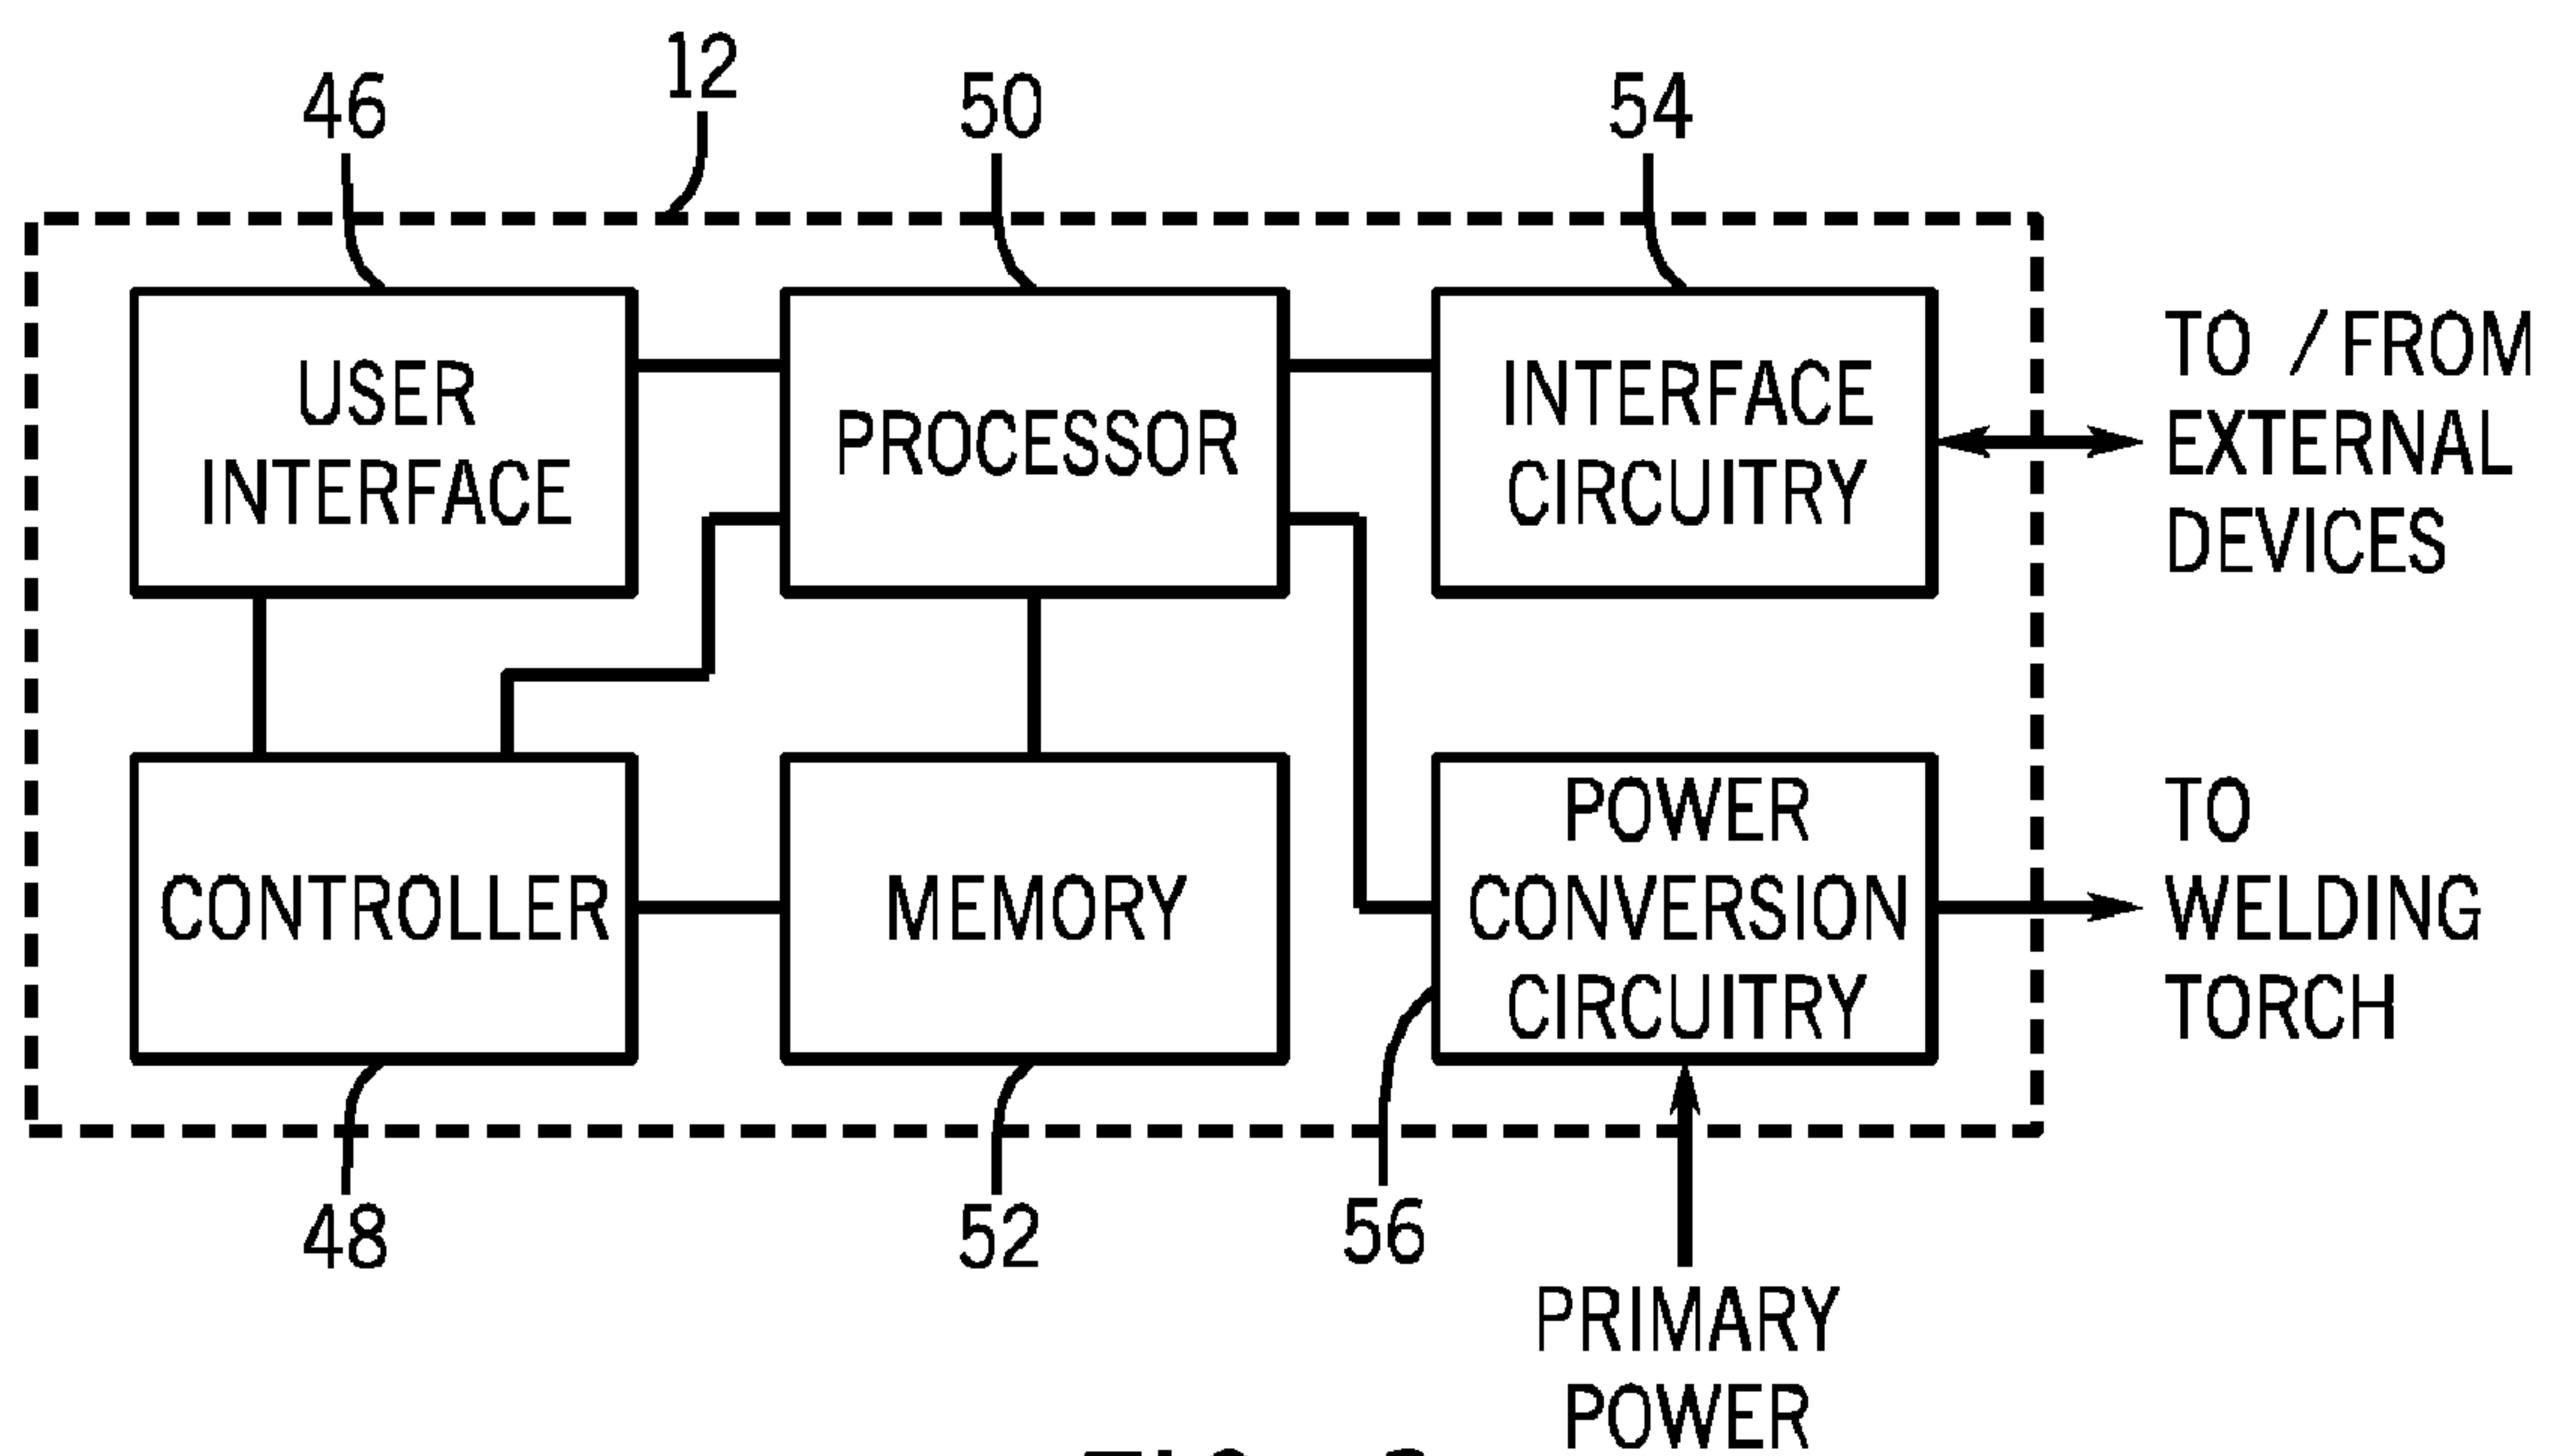 12
46
50
54
USER
INTERFACE
PROCESSOR
INTERFACE
CIRCUITRY
TO / FROM
EXTERNAL
DEVICES
CONTROLLER
MEMORY
POWER
CONVERSION
CIRCUITRY
TO
WELDING
TORCH
48
52
56
PRIMARY
POWER